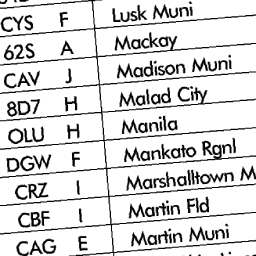 CYS F Lusk Muni
62S A Mackay
CAV J Madison Muni
8D7 H Malad City
OLU H Manila
DGW F Mankato Rgnl
CRZ I Marshalltown M
CBF I Martin Fld
CAG E Martin Muni